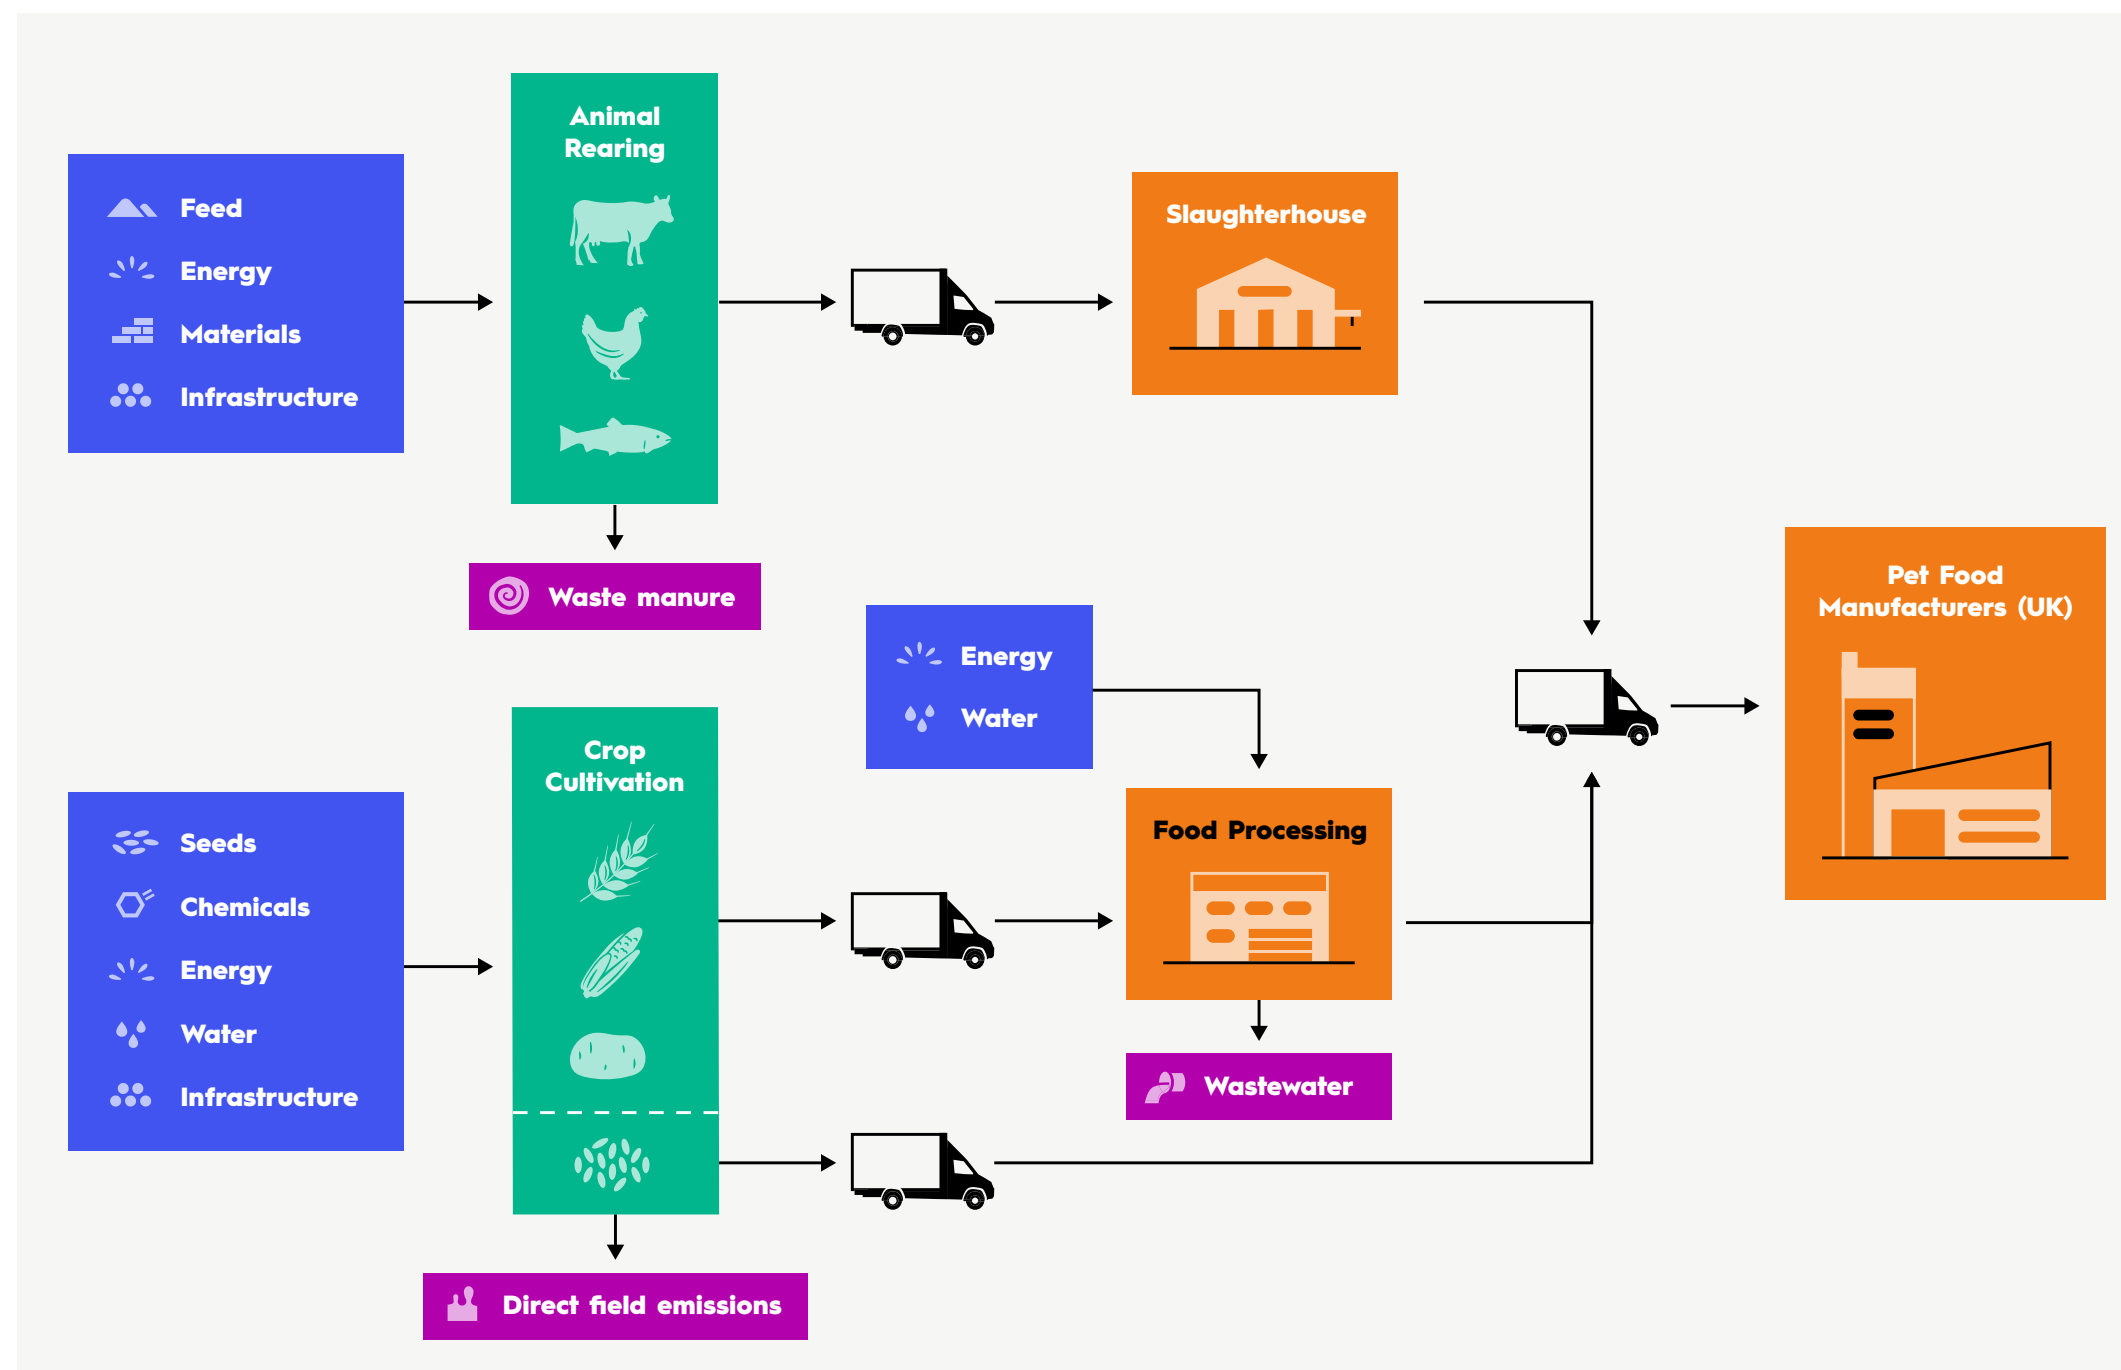 Animal
Rearing
Feed
Energy
Materials
Infrastructure
Slaughterhouse
Waste manure
Pet Food
Manufacturers (UK)
Energy
Water
Crop
Cultivation
Food Processing
Seeds
Chemicals
Energy
Water
Infrastructure
Wastewater
Direct field emissions